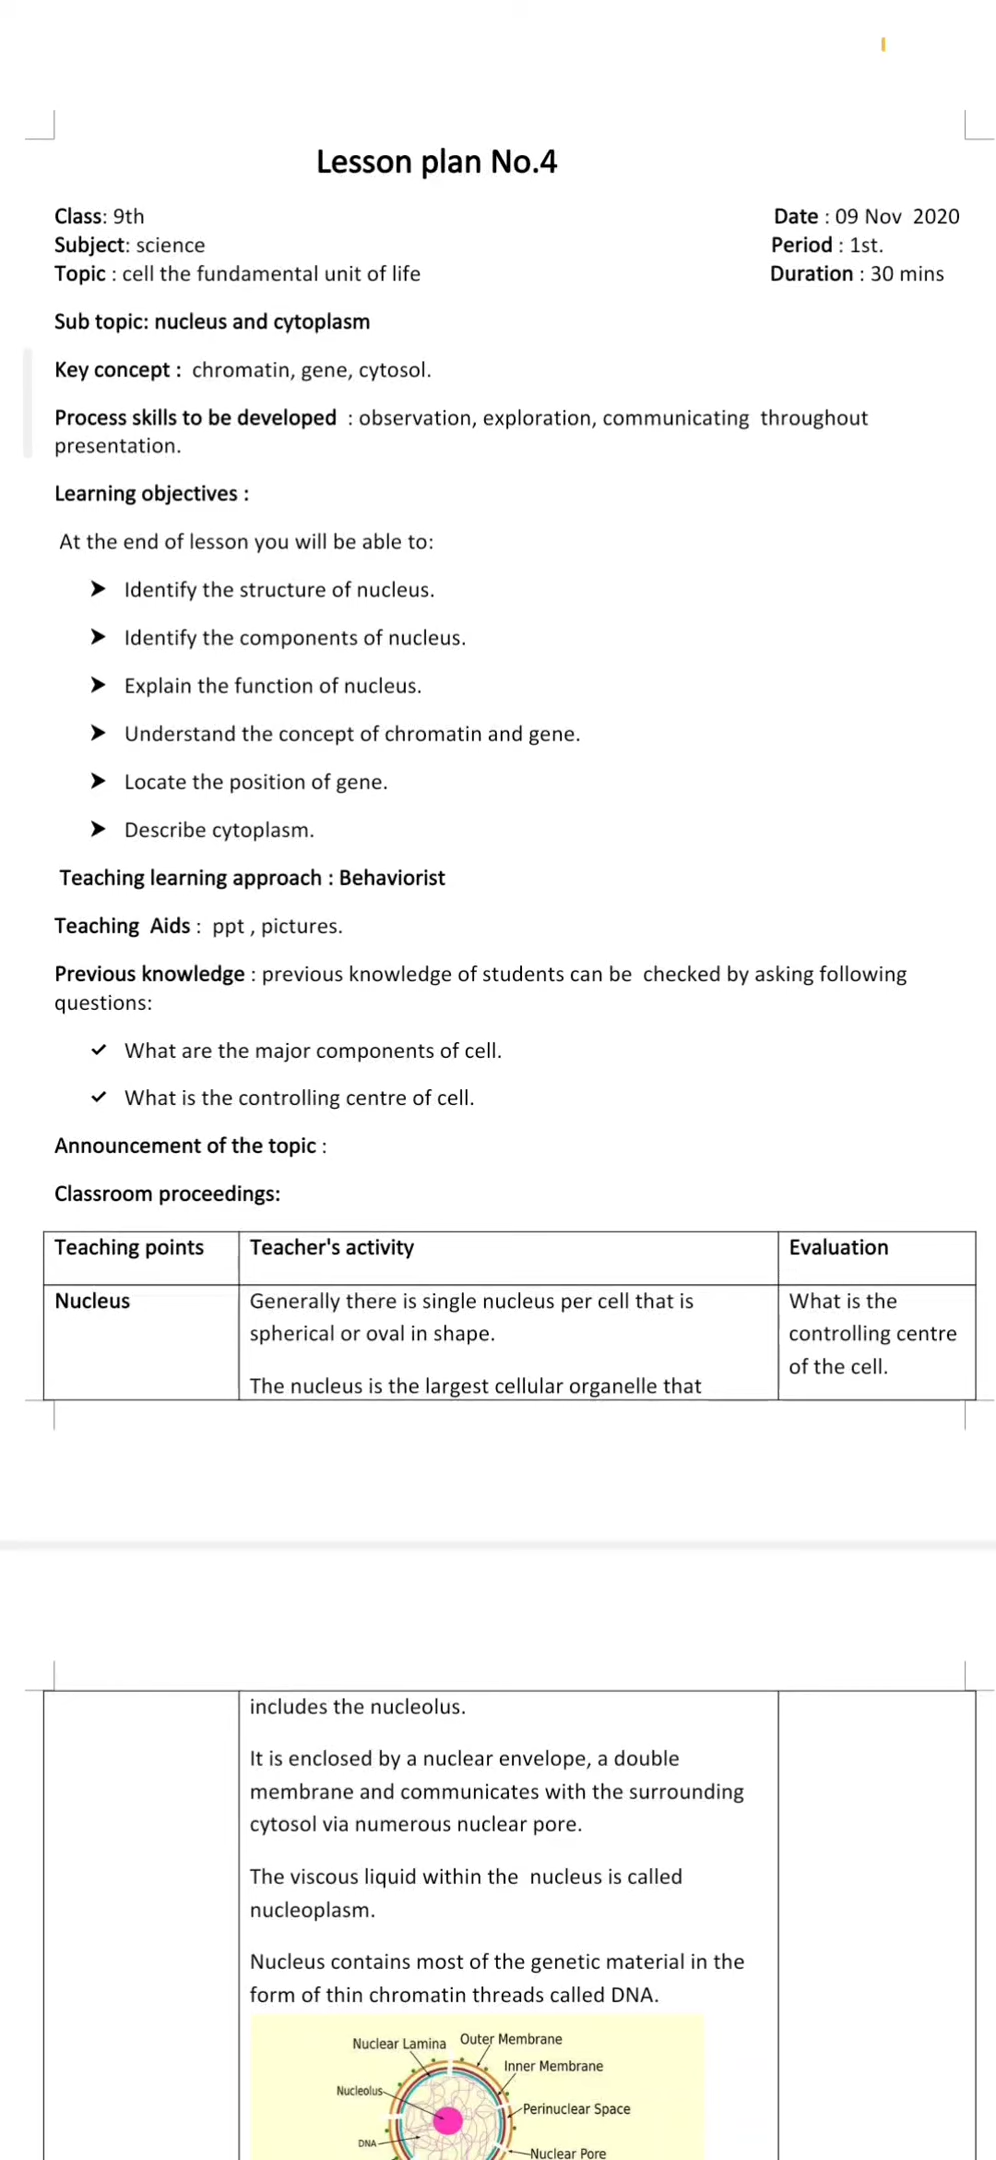 Lesson plan No.4
Class: 9th
Date : 09 Nov 2020
Subject: science
Period : 1st.
Topic : cell the fundamental unit of life
Duration : 30 mins
Sub topic: nucleus and cytoplasm
Key concept : chromatin, gene, cytosol.
Process skills to be developed : observation, exploration, communicating throughout
presentation.
Learning objectives :
At the end of lesson you will be able to:
➤ Identify the structure of nucleus.
➤ Identify the components of nucleus.
➤ Explain the function of nucleus.
➤ Understand the concept of chromatin and gene.
➤ Locate the position of gene.
➤ Describe cytoplasm.
Teaching learning approach : Behaviorist
Teaching Aids : ppt , pictures.
Previous knowledge : previous knowledge of students can be checked by asking following
questions:
✓ What are the major components of cell.
✓ What is the controlling centre of cell.
Announcement of the topic :
Classroom proceedings:
Teaching points
Teacher's activity
Evaluation
Nucleus
Generally there is single nucleus per cell that is
spherical or oval in shape.
The nucleus is the largest cellular organelle that
What is the
controlling centre
of the cell.
includes the nucleolus.
It is enclosed by a nuclear envelope, a double
membrane and communicates with the surrounding
cytosol via numerous nuclear pore.
The viscous liquid within the nucleus is called
nucleoplasm.
Nucleus contains most of the genetic material in the
form of thin chromatin threads called DNA.
Nuclear Lamina
Outer Membrane
Inner Membrane
Nucleolus
Perinuclear Space
DNA
Nuclear Pore